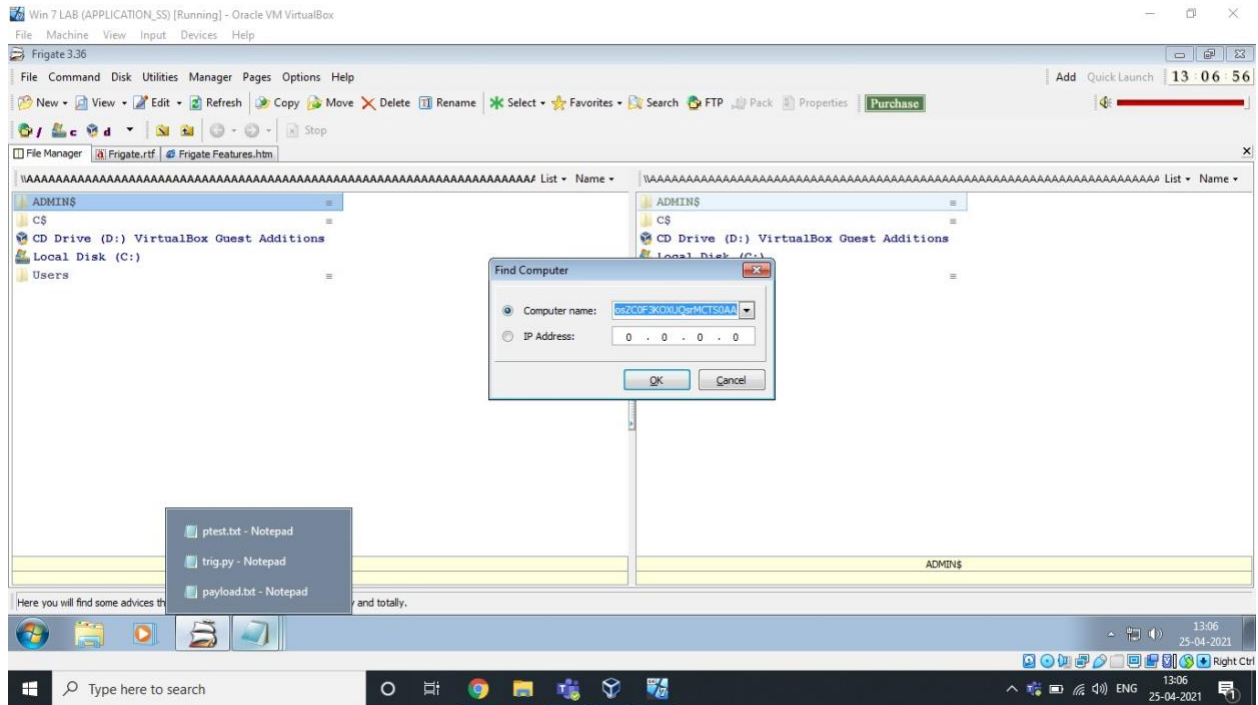 Win 7 LAB (APPLICATION_SS) [Running] - Oracle VM VirtualBox
File Machine View Input Devices Help
Frigate 3.36
File Command Disk Utilities Manager Pages Options Help Add Quick Launch 13:06:56
New View Edit Refresh Copy Move Delete Rename Select Favorites Search FTP Pack Properties Purchase
/ c d Stop
File Manager Frigate.rtf Frigate Features.htm
List Name List Name
ADMIN$ ADMIN$
C$ C$
CD Drive (D:) VirtualBox Guest Additions CD Drive (D:) VirtualBox Guest Additions
Local Disk (C:) Local Disk (C:)
Users
Find Computer
Computer name:
IP Address: 0 . 0 . 0 . 0
OK Cancel
ptest.txt - Notepad
trig.py - Notepad
payload.txt - Notepad
ADMIN$
Here you will find some advices th y and totally.
13:06
25-04-2021
Right Ctrl
Type here to search
ENG
13:06
25-04-2021
1